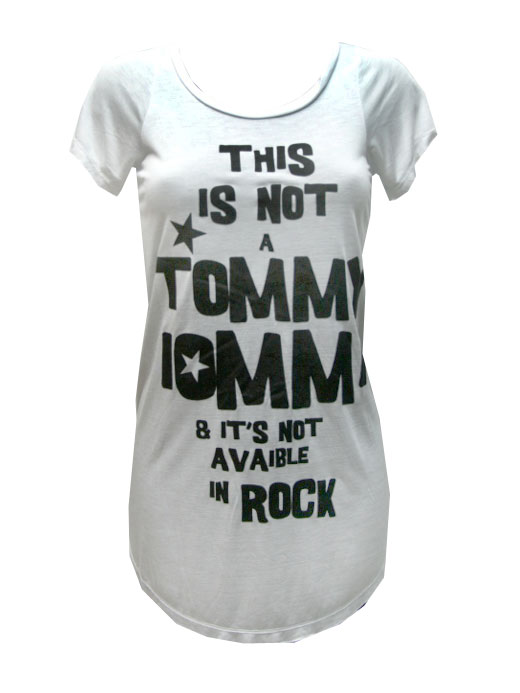 THIS
IS NOT
A
TOMMY
IOMMY
& IT'S NOT
AVAIBLE
IN ROCK